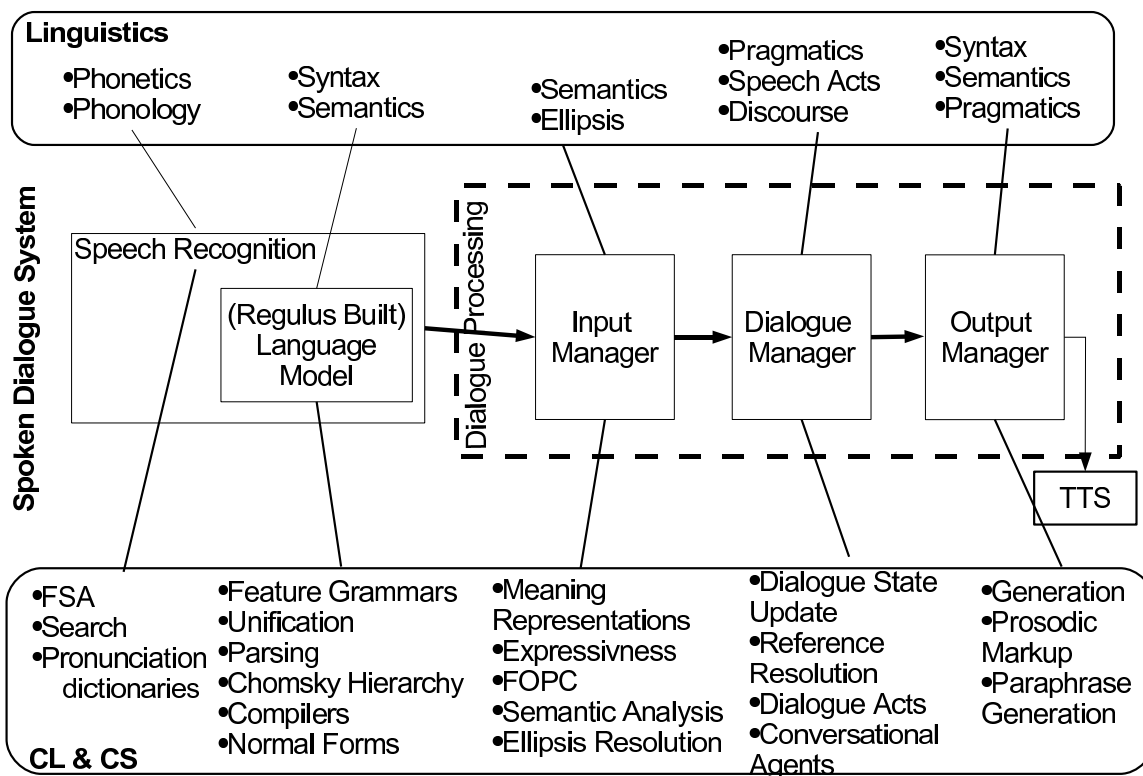 Linguistics
•Phonetics
•Phonology
•Syntax
•Semantics
•Semantics
•Ellipsis
•Pragmatics
•Speech Acts
•Discourse
•Syntax
•Semantics
•Pragmatics
Spoken Dialogue System
Speech Recognition
(Regulus Built)
Language
Model
Dialogue Processing
Input
Manager
Dialogue
Manager
Output
Manager
TTS
•FSA
•Search
•Pronunciation
dictionaries
•Feature Grammars
•Unification
•Parsing
•Chomsky Hierarchy
•Compilers
•Normal Forms
•Meaning
Representations
•Expressivness
•FOPC
•Semantic Analysis
•Ellipsis Resolution
•Dialogue State
Update
•Reference
Resolution
•Dialogue Acts
•Conversational
Agents
•Generation
•Prosodic
Markup
•Paraphrase
Generation
CL & CS